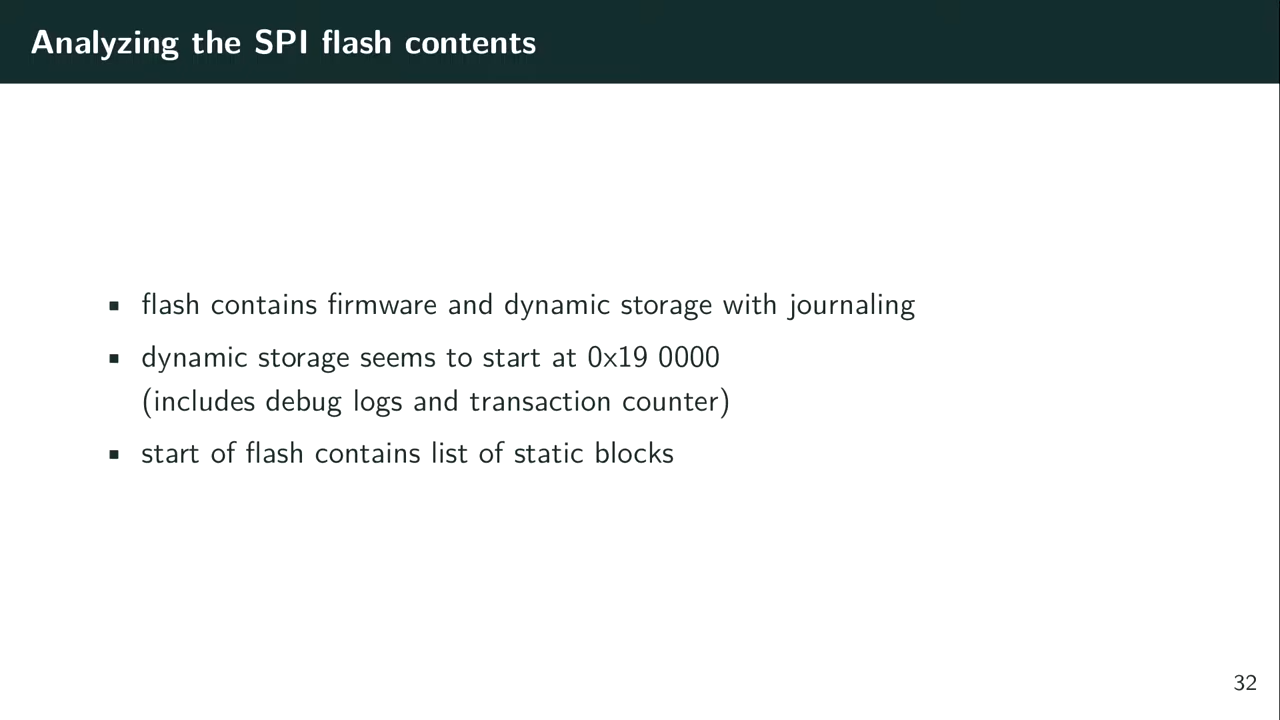 Analyzing the SPI flash contents
▪ flash contains firmware and dynamic storage with journaling
▪ dynamic storage seems to start at 0x19 0000
(includes debug logs and transaction counter)
▪ start of flash contains list of static blocks
32